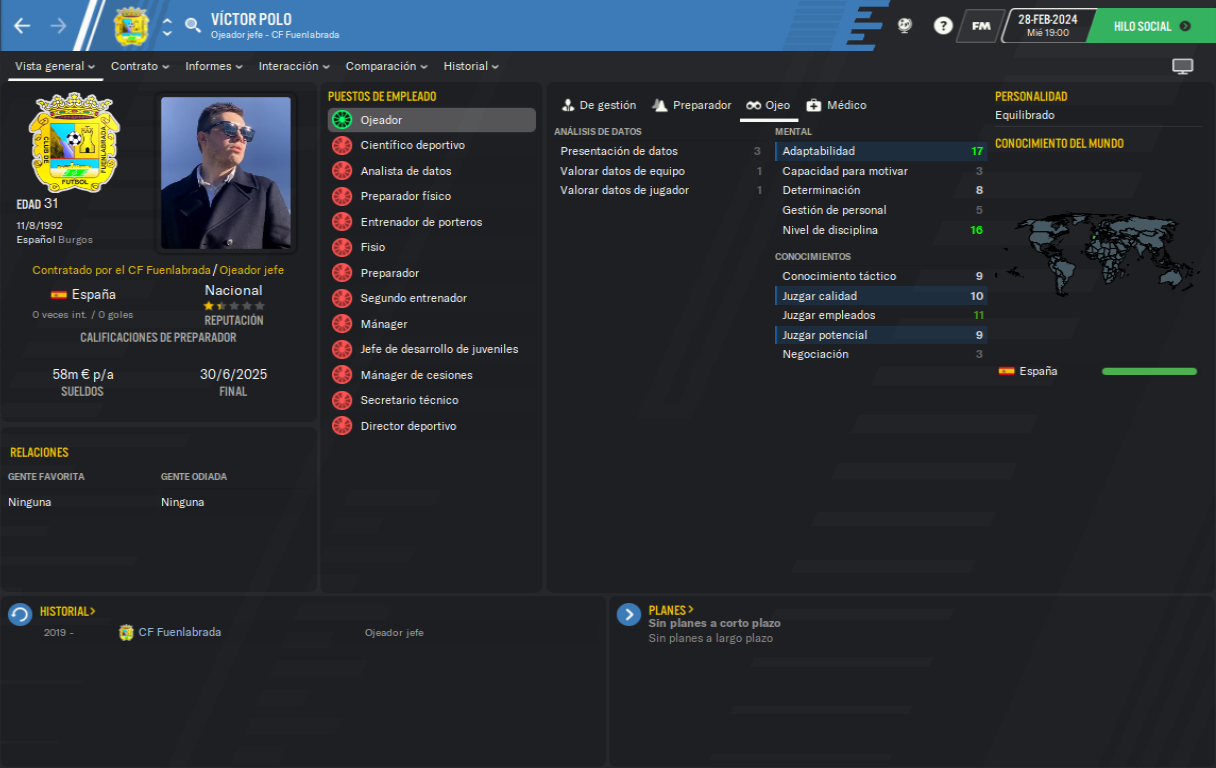 VÍCTOR POLO
Ojeador jefe - CF Fuenlabrada
FM
28-FEB-2024
Mié 19:00
HILO SOCIAL
Vista general
Contrato
Informes
Interacción
Comparación
Historial
CLUB DE
FUENLABRADA
FUTBOL
EDAD 31
11/8/1992
Español Burgos
Contratado por el CF Fuenlabrada / Ojeador jefe
España
0 veces int. / 0 goles
Nacional
REPUTACIÓN
CALIFICACIONES DE PREPARADOR
58m € p/a
SUELDOS
30/6/2025
FINAL
RELACIONES
GENTE FAVORITA
GENTE ODIADA
Ninguna
Ninguna
PUESTOS DE EMPLEADO
Ojeador
Científico deportivo
Analista de datos
Preparador físico
Entrenador de porteros
Fisio
Preparador
Segundo entrenador
Mánager
Jefe de desarrollo de juveniles
Mánager de cesiones
Secretario técnico
Director deportivo
De gestión
Preparador
Ojeo
Médico
ANÁLISIS DE DATOS
Presentación de datos 3
Valorar datos de equipo 1
Valorar datos de jugador 1
MENTAL
Adaptabilidad 17
Capacidad para motivar 3
Determinación 8
Gestión de personal 5
Nivel de disciplina 16
CONOCIMIENTOS
Conocimiento táctico 9
Juzgar calidad 10
Juzgar empleados 11
Juzgar potencial 9
Negociación 3
PERSONALIDAD
Equilibrado
CONOCIMIENTO DEL MUNDO
España
HISTORIAL >
2019 - CF Fuenlabrada Ojeador jefe
PLANES >
Sin planes a corto plazo
Sin planes a largo plazo